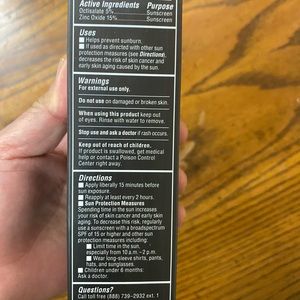 Active Ingredients Purpose
Octisalate 5% Sunscreen
Zinc Oxide 15% Sunscreen
Uses
■ Helps prevent sunburn.
■ If used as directed with other sun
protection measures (see Directions),
decreases the risk of skin cancer and
early skin aging caused by the sun.
Warnings
For external use only.
Do not use on damaged or broken skin.
When using this product keep out
of eyes. Rinse with water to remove.
Stop use and ask a doctor if rash occurs.
Keep out of reach of children.
If product is swallowed, get medical
help or contact a Poison Control
Center right away.
Directions
■ Apply liberally 15 minutes before
sun exposure.
■ Reapply at least every 2 hours.
■ Sun Protection Measures
Spending time in the sun increases
your risk of skin cancer and early skin
aging. To decrease this risk, regularly
use a sunscreen with a broadspectrum
SPF of 15 or higher and other sun
protection measures including:
■ Limit time in the sun,
especially from 10 a.m. – 2 p.m.
■ Wear long-sleeve shirts, pants,
hats, and sunglasses.
■ Children under 6 months:
Ask a doctor.
Questions?
Call toll free (888) 739-2932 ext. 1